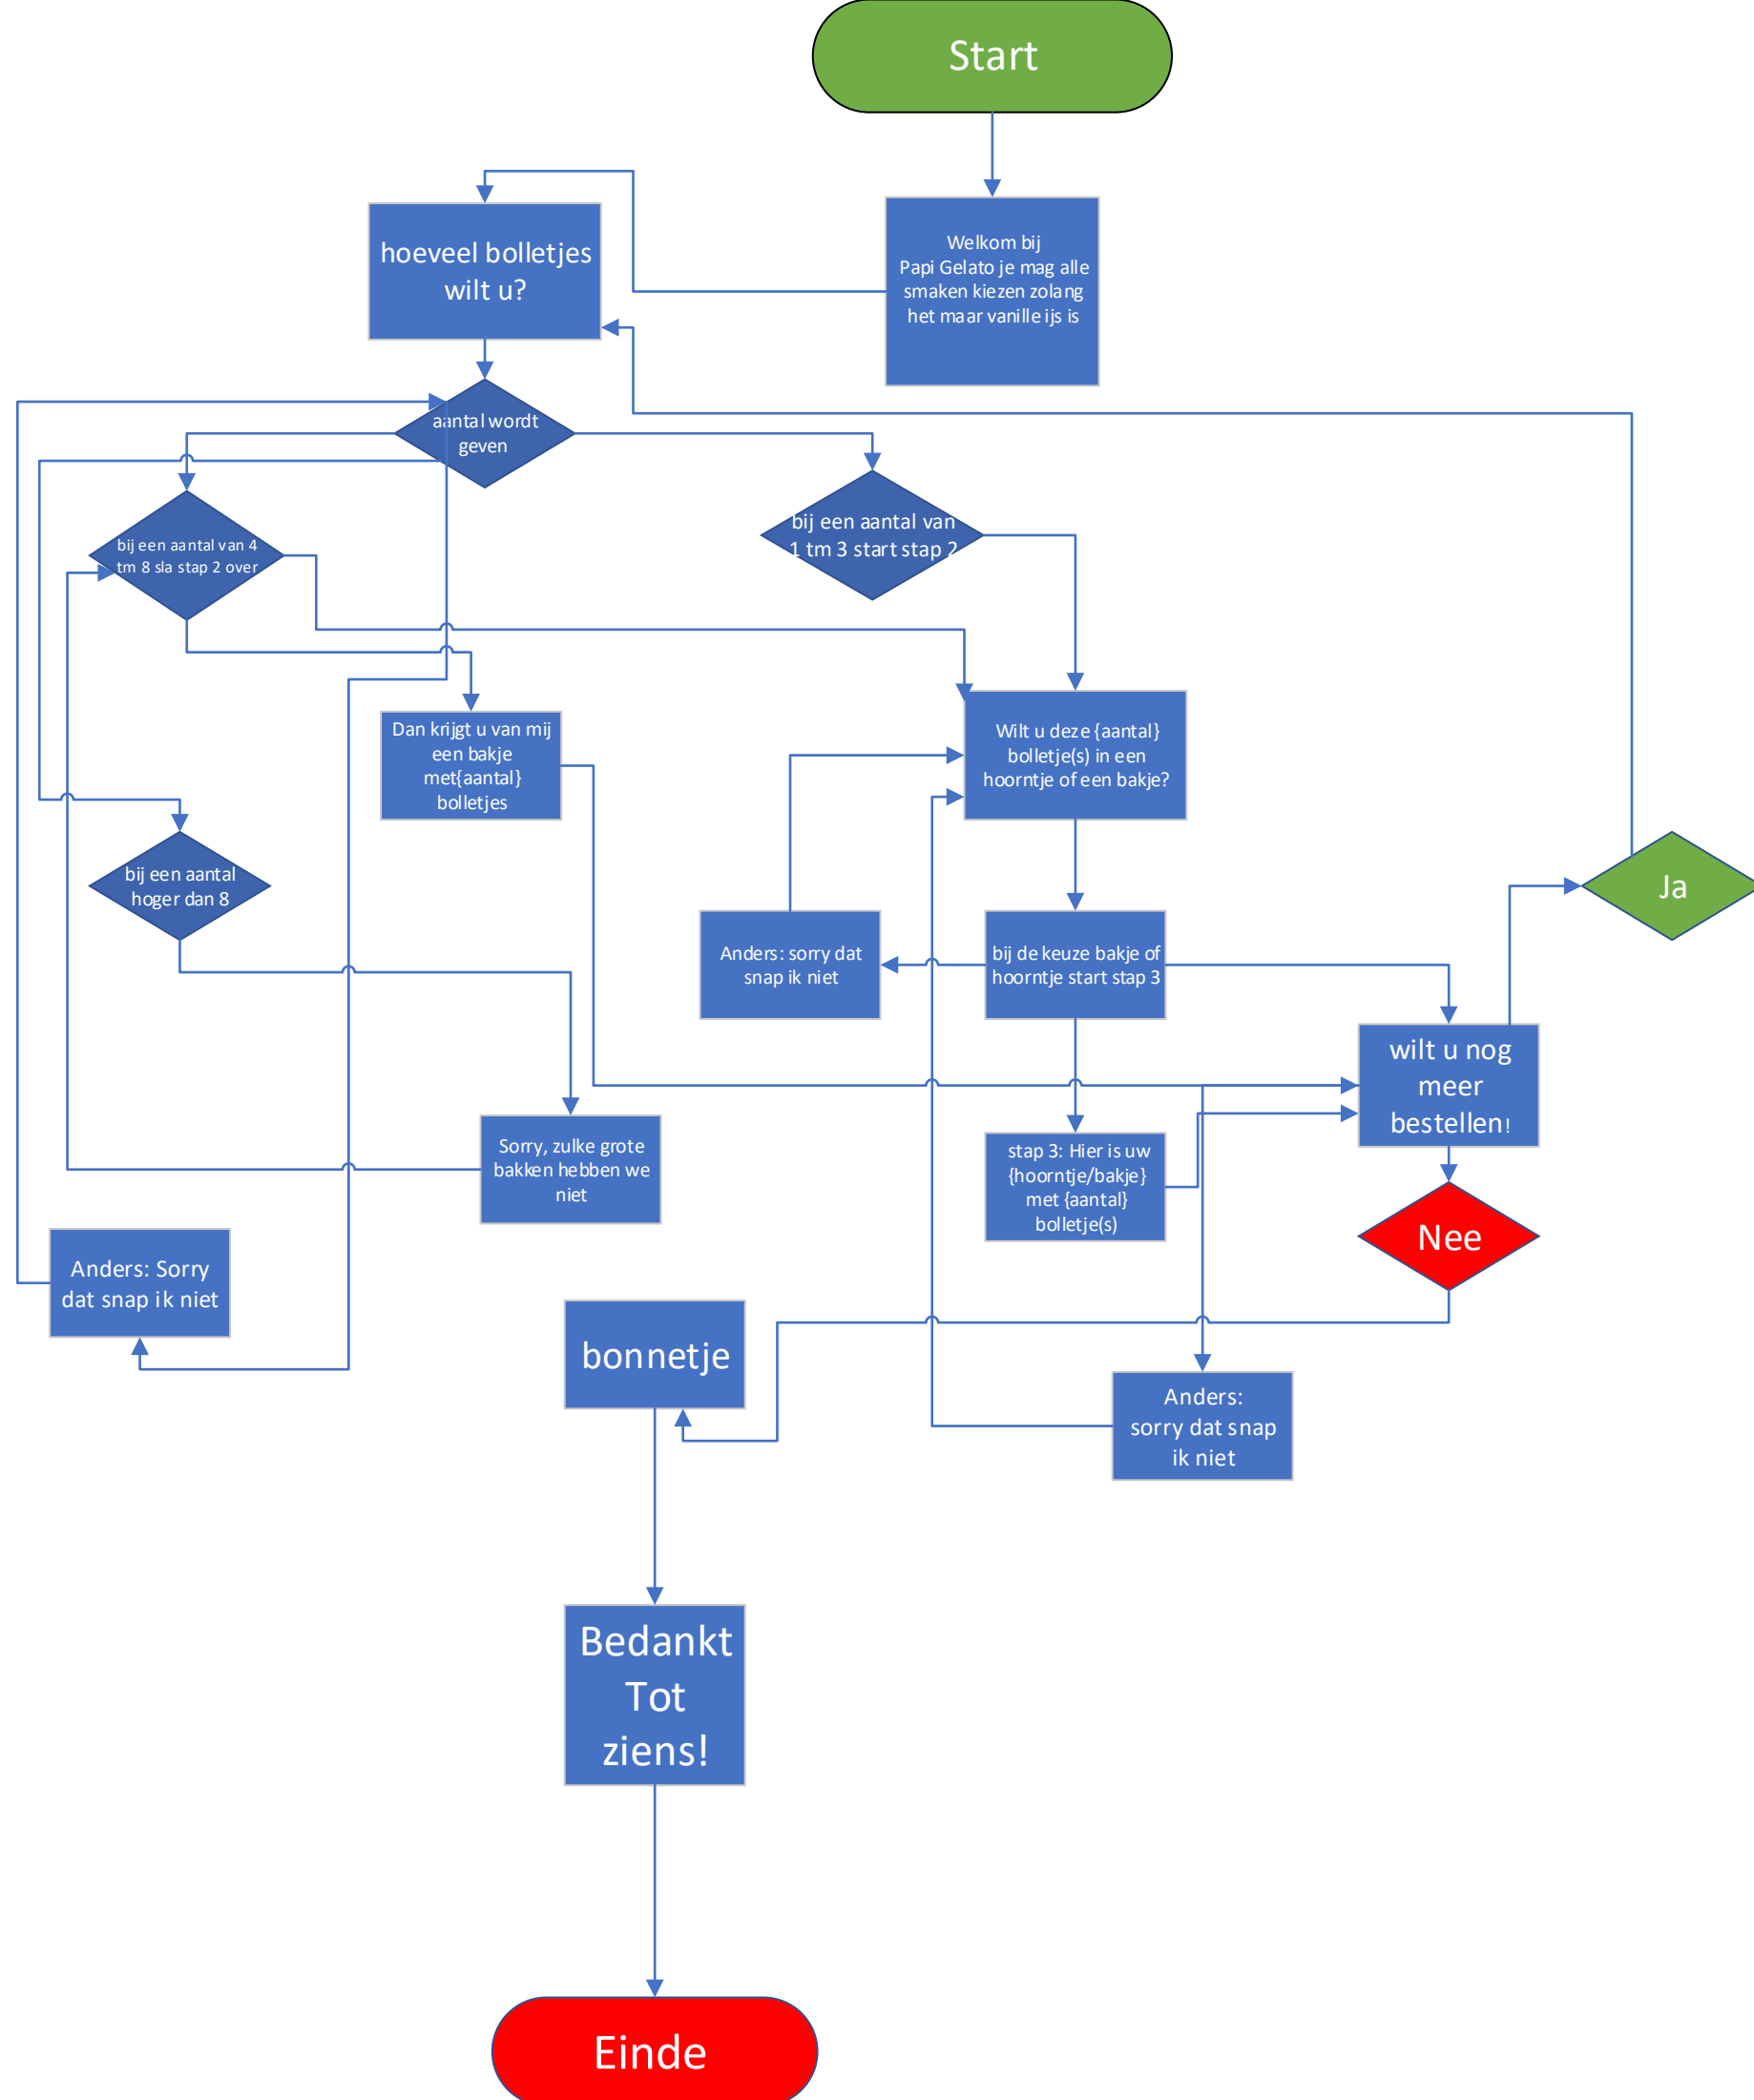 Start
Welkom bij
Papi Gelato je mag alle
smaken kiezen zolang
het maar vanille ijs is
hoeveel bolletjes
wilt u?
aantal wordt
geven
bij een aantal van
1 tm 3 start stap 2
bij een aantal van 4
tm 8 sla stap 2 over
Dan krijgt u van mij
een bakje
met{aantal}
bolletjes
Wilt u deze {aantal}
bolletje(s) in een
hoorntje of een bakje?
bij een aantal
hoger dan 8
Ja
Anders: sorry dat
snap ik niet
bij de keuze bakje of
hoorntje start stap 3
wilt u nog
meer
bestellen!
Sorry, zulke grote
bakken hebben we
niet
stap 3: Hier is uw
{hoorntje/bakje}
met {aantal}
bolletje(s)
Nee
Anders: Sorry
dat snap ik niet
bonnetje
Anders:
sorry dat snap
ik niet
Bedankt
Tot
ziens!
Einde